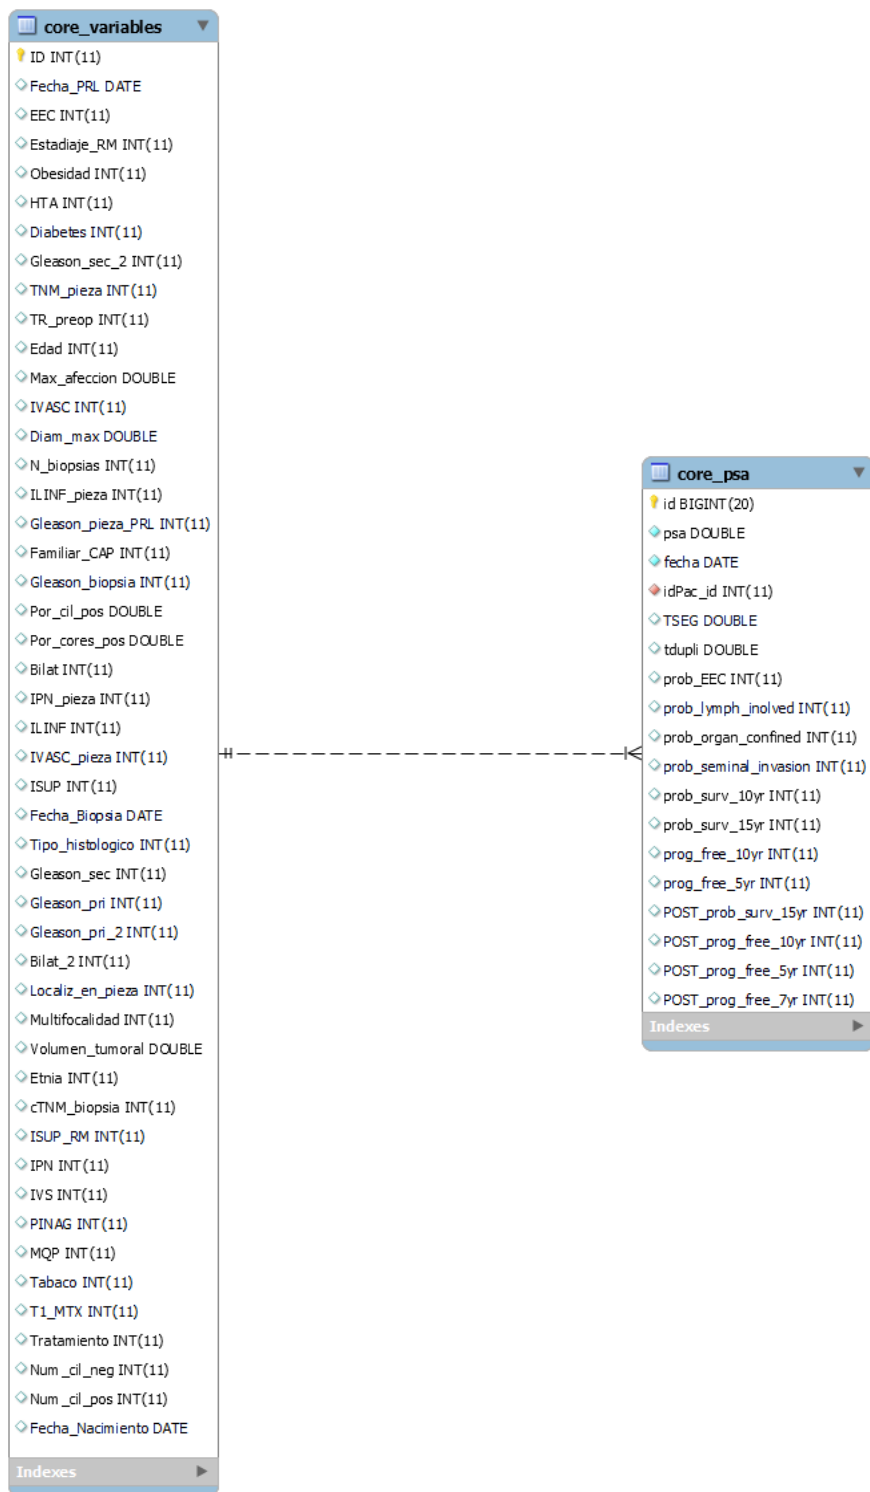 core_variables
ID INT(11)
Fecha_PRL DATE
EEC INT(11)
Estadiaje_RM INT(11)
Obesidad INT(11)
HTA INT(11)
Diabetes INT(11)
Gleason_sec_2 INT(11)
TNM_pieza INT(11)
TR_preop INT(11)
Edad INT(11)
Max_afeccion DOUBLE
IVASC INT(11)
Diam_max DOUBLE
N_biopsias INT(11)
ILINF_pieza INT(11)
Gleason_pieza_PRL INT(11)
Familiar_CAP INT(11)
Gleason_biopsia INT(11)
Por_cil_pos DOUBLE
Por_cores_pos DOUBLE
Bilat INT(11)
IPN_pieza INT(11)
ILINF INT(11)
IVASC_pieza INT(11)
ISUP INT(11)
Fecha_Biopsia DATE
Tipo_histologico INT(11)
Gleason_sec INT(11)
Gleason_pri INT(11)
Gleason_pri_2 INT(11)
Bilat_2 INT(11)
Localiz_en_pieza INT(11)
Multifocalidad INT(11)
Volumen_tumoral DOUBLE
Etnia INT(11)
cTNM_biopsia INT(11)
ISUP_RM INT(11)
IPN INT(11)
IVS INT(11)
PINAG INT(11)
MQP INT(11)
Tabaco INT(11)
T1_MTX INT(11)
Tratamiento INT(11)
Num_cil_neg INT(11)
Num_cil_pos INT(11)
Fecha_Nacimiento DATE
Indexes
core_psa
id BIGINT(20)
psa DOUBLE
fecha DATE
idPac_id INT(11)
TSEG DOUBLE
tdupli DOUBLE
prob_EEC INT(11)
prob_lymph_inolved INT(11)
prob_organ_confined INT(11)
prob_seminal_invasion INT(11)
prob_surv_10yr INT(11)
prob_surv_15yr INT(11)
prog_free_10yr INT(11)
prog_free_5yr INT(11)
POST_prob_surv_15yr INT(11)
POST_prog_free_10yr INT(11)
POST_prog_free_5yr INT(11)
POST_prog_free_7yr INT(11)
Indexes